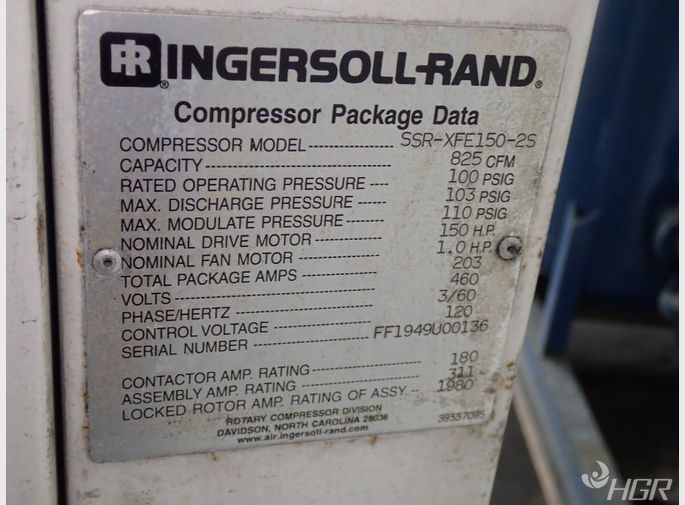 IR INGERSOLL-RAND®
Compressor Package Data
COMPRESSOR MODEL SSR-XFE150-2S
CAPACITY 825 CFM
RATED OPERATING PRESSURE 100 PSIG
MAX. DISCHARGE PRESSURE 103 PSIG
MAX. MODULATE PRESSURE 110 PSIG
NOMINAL DRIVE MOTOR 150 H.P.
NOMINAL FAN MOTOR 1.0 H.P.
TOTAL PACKAGE AMPS 203
VOLTS 460
PHASE/HERTZ 3/60
CONTROL VOLTAGE 120
SERIAL NUMBER FF1949U00136
CONTACTOR AMP. RATING 180
ASSEMBLY AMP. RATING 311
LOCKED ROTOR AMP. RATING OF ASSY. 1980
ROTARY COMPRESSOR DIVISION
DAVIDSON, NORTH CAROLINA 28036
www.air.ingersoll-rand.com
39557095
HGR